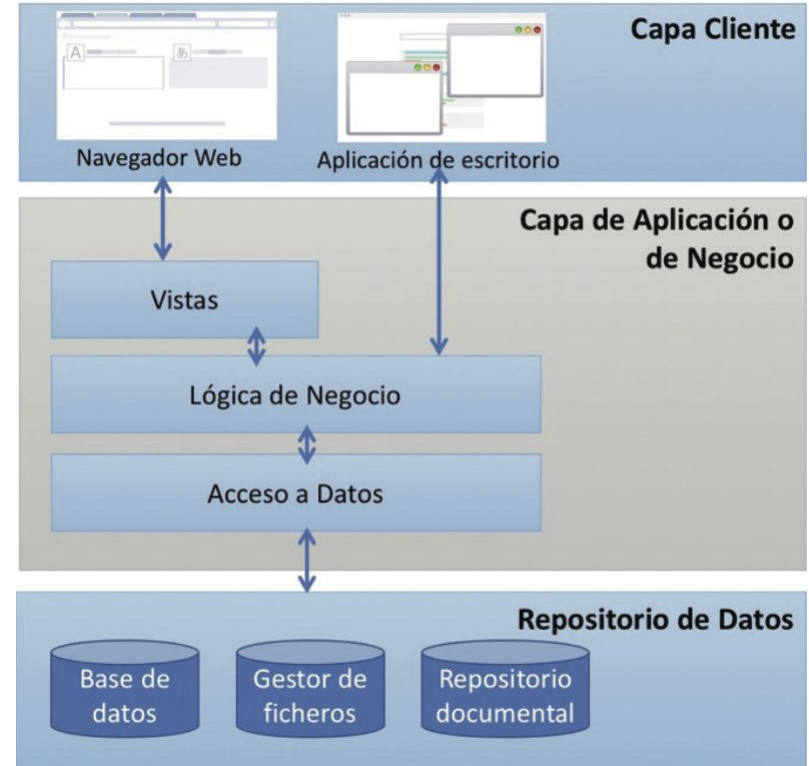 Capa Cliente
A
あ
Navegador Web
Aplicación de escritorio
Capa de Aplicación o
de Negocio
Vistas
Lógica de Negocio
Acceso a Datos
Repositorio de Datos
Base de
datos
Gestor de
ficheros
Repositorio
documental